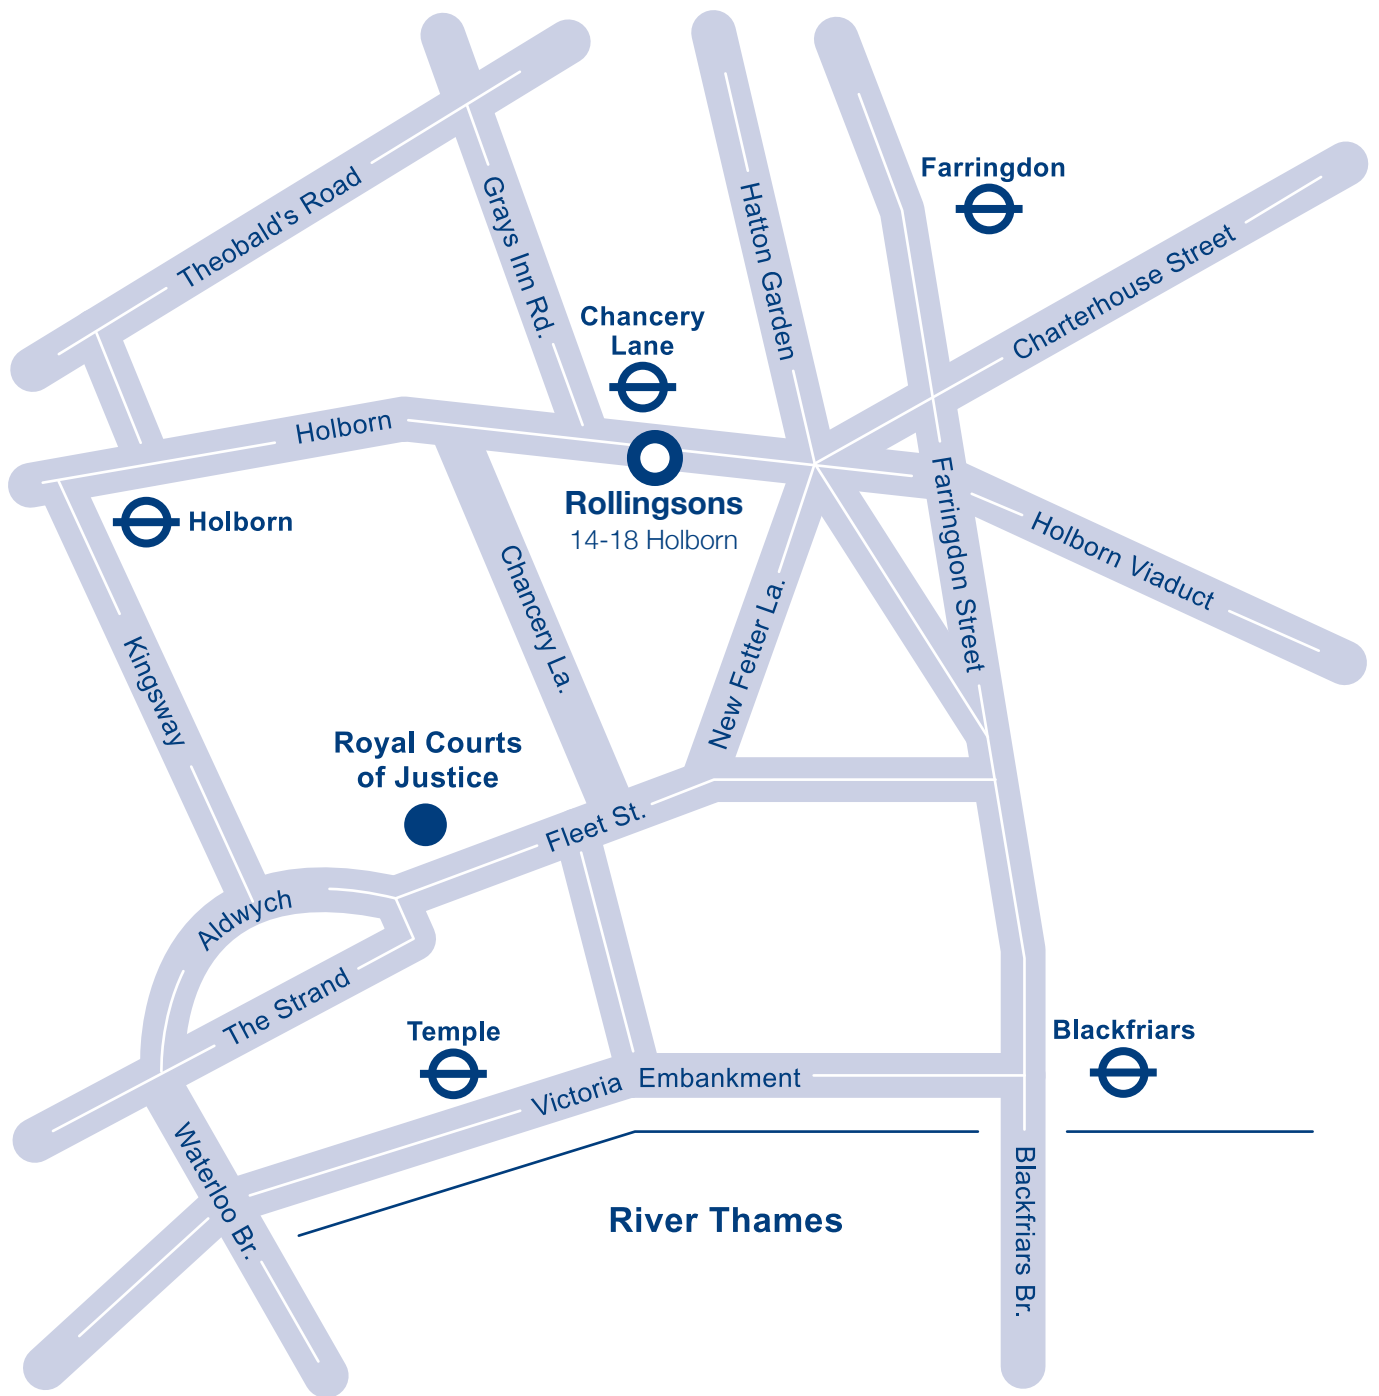 Farringdon
Theobald's Road
Grays Inn Rd.
Hatton Garden
Charterhouse Street
Chancery
Lane
Holborn
Rollingsons
14-18 Holborn
Holborn
Farringdon Street
Holborn Viaduct
Chancery La.
New Fetter La.
Kingsway
Royal Courts
of Justice
Fleet St.
Aldwych
The Strand
Temple
Blackfriars
Victoria Embankment
Waterloo Br.
River Thames
Blackfriars Br.